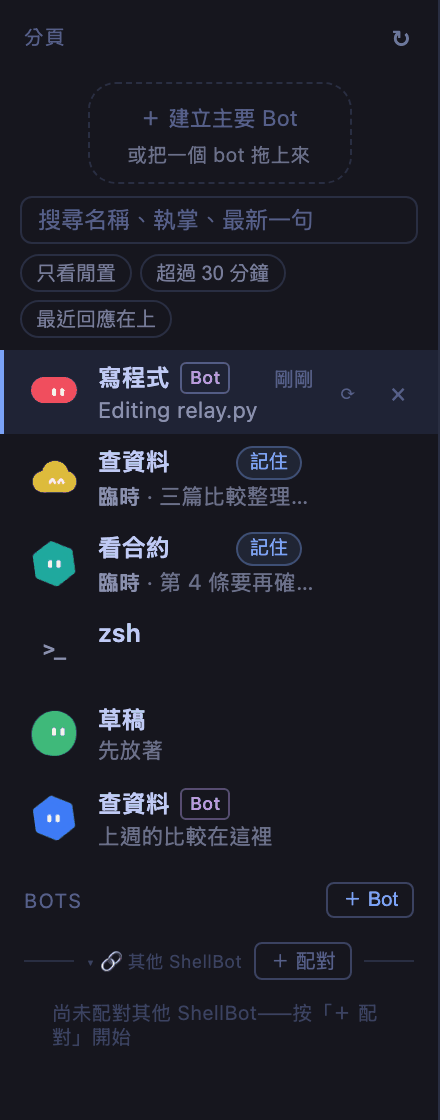 分頁
↻
＋ 建立主要 Bot
或把一個 bot 拖上來
搜尋名稱、執掌、最新一句
只看閒置 超過 30 分鐘
最近回應在上
寫程式 Bot 剛剛 ⟳ ×
Editing relay.py
查資料 記住
臨時 · 三篇比較整理…
看合約 記住
臨時 · 第 4 條要再確…
zsh
>_
草稿
先放著
查資料 Bot
上週的比較在這裡
BOTS ＋ Bot
▾ 🔗 其他 ShellBot ＋ 配對
尚未配對其他 ShellBot——按「＋ 配
對」開始